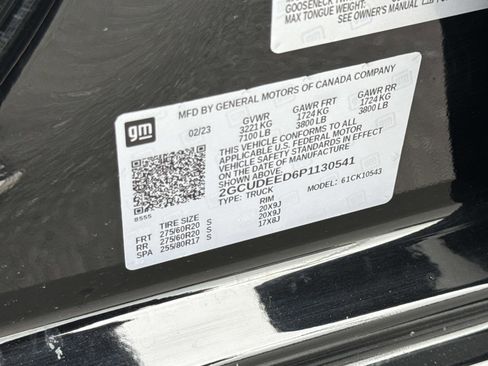 GOOSENECK
MAX TONGUE WEIGHT:
SEE OWNER'S MANUAL
gm
MFD BY GENERAL MOTORS OF CANADA COMPANY
02/23 GVWR GAWR FRT GAWR RR
3221KG 1724 KG 1724 KG
7100 LB 3800 LB 3800 LB
THIS VEHICLE CONFORMS TO ALL APPLICABLE
U.S. FEDERAL MOTOR
VEHICLE SAFETY STANDARDS IN EFFECT
ON THE DATE OF MANUFACTURE SHOWN ABOVE.
2GCUDEED6P1130541
TYPE: TRUCK MODEL: 61CK10543
8555
TIRE SIZE RIM
FRT 275/60R20 S 20X9J
RR 275/60R20 S 20X9J
SPA 255/80R17 S 17X8J